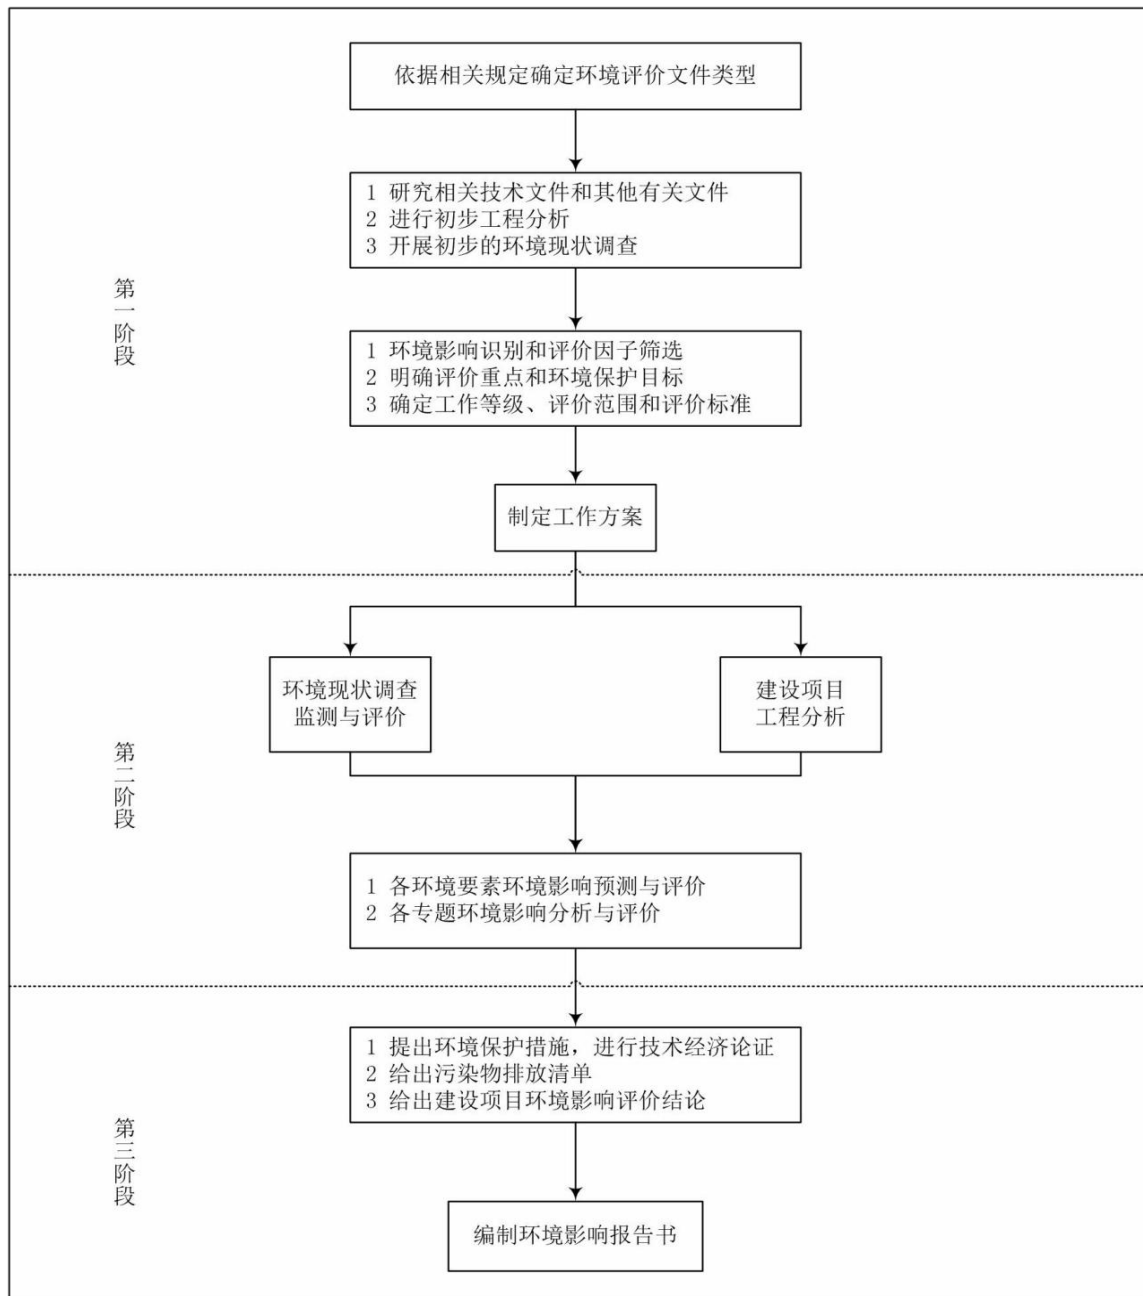 依据相关规定确定环境评价文件类型
1 研究相关技术文件和其他有关文件
2 进行初步工程分析
3 开展初步的环境现状调查
第一阶段
1 环境影响识别和评价因子筛选
2 明确评价重点和环境保护目标
3 确定工作等级、评价范围和评价标准
制定工作方案
环境现状调查
监测与评价
建设项目
工程分析
第二阶段
1 各环境要素环境影响预测与评价
2 各专题环境影响分析与评价
1 提出环境保护措施，进行技术经济论证
2 给出污染物排放清单
3 给出建设项目环境影响评价结论
第三阶段
编制环境影响报告书